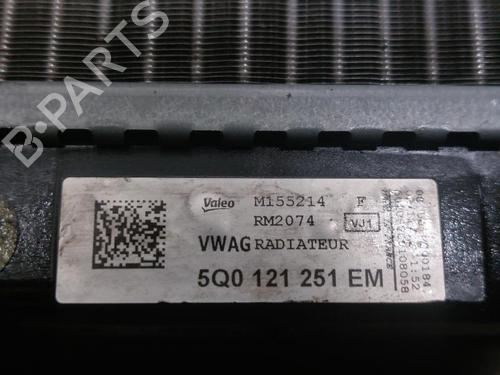 Valeo M155214 F
RM2074 VJ1
VWAG RADIATEUR
5Q0 121 251 EM
B-PARTS